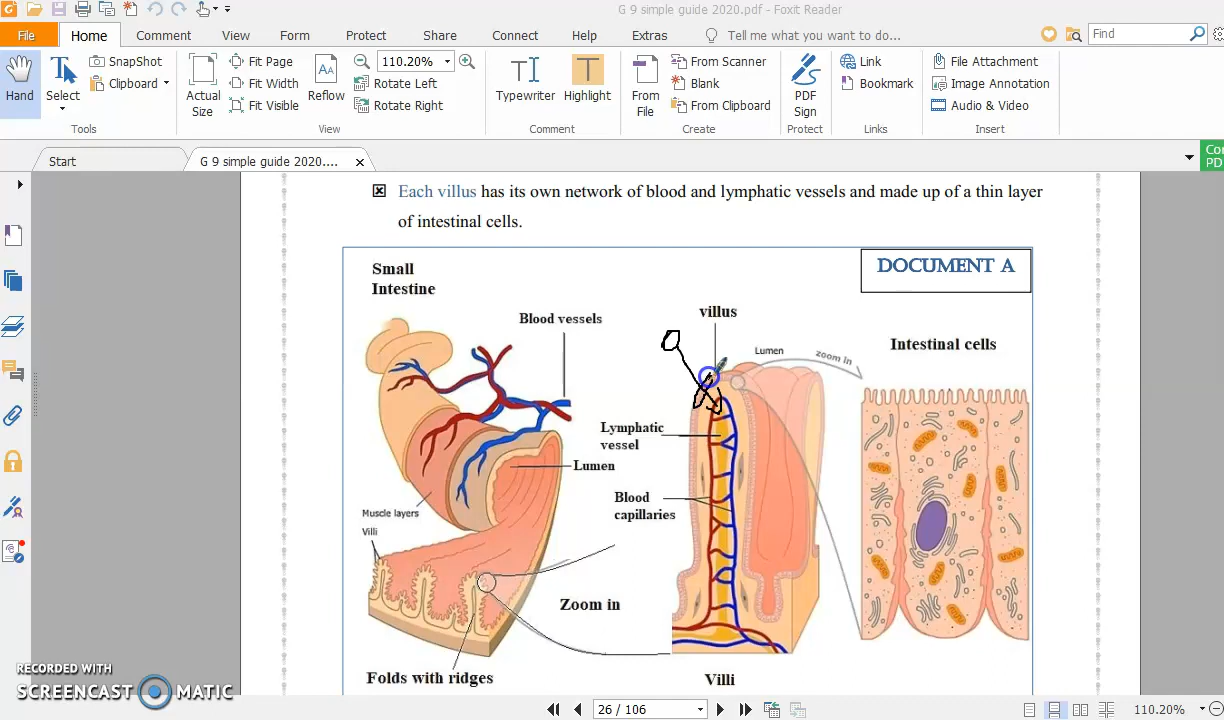 G 9 simple guide 2020.pdf - Foxit Reader
File Home Comment View Form Protect Share Connect Help Extras Tell me what you want to do... Find
Hand
Select
SnapShot
Clipboard
Actual
Size
Fit Page
Fit Width
Fit Visible
Reflow
110.20%
Rotate Left
Rotate Right
Typewriter
Highlight
From
File
From Scanner
Blank
From Clipboard
PDF
Sign
Link
Bookmark
File Attachment
Image Annotation
Audio & Video
Tools View Comment Create Protect Links Insert
Start
G 9 simple guide 2020....
Each villus has its own network of blood and lymphatic vessels and made up of a thin layer
of intestinal cells.
DOCUMENT A
Small
Intestine
Blood vessels
Lumen
Muscle layers
Villi
Zoom in
Folds with ridges
villus
Lumen
zoom in
Lymphatic
vessel
Blood
capillaries
Villi
Intestinal cells
RECORDED WITH
SCREENCAST MATIC
26 / 106
110.20%